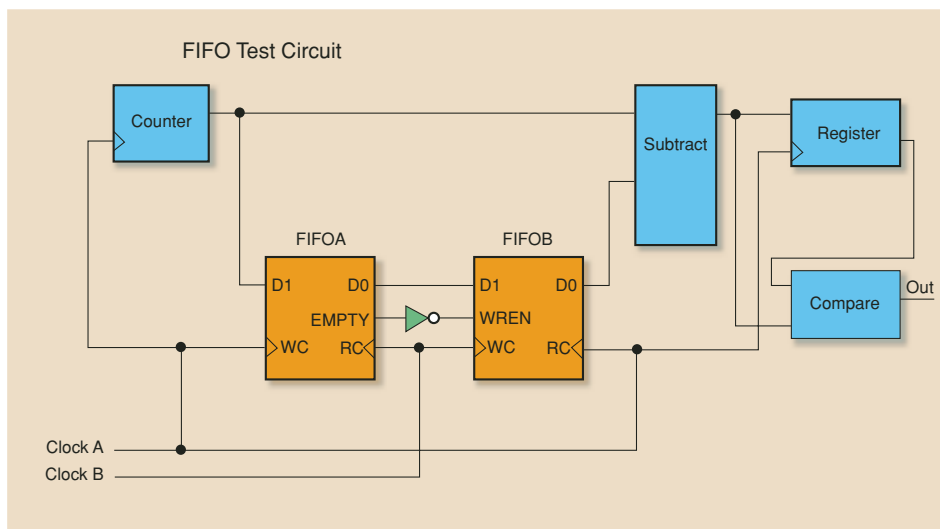 FIFO Test Circuit
Counter
Subtract
Register
FIFOA
FIFOB
D1
D0
EMPTY
WC
RC
D1
D0
WREN
WC
RC
Compare
Out
Clock A
Clock B